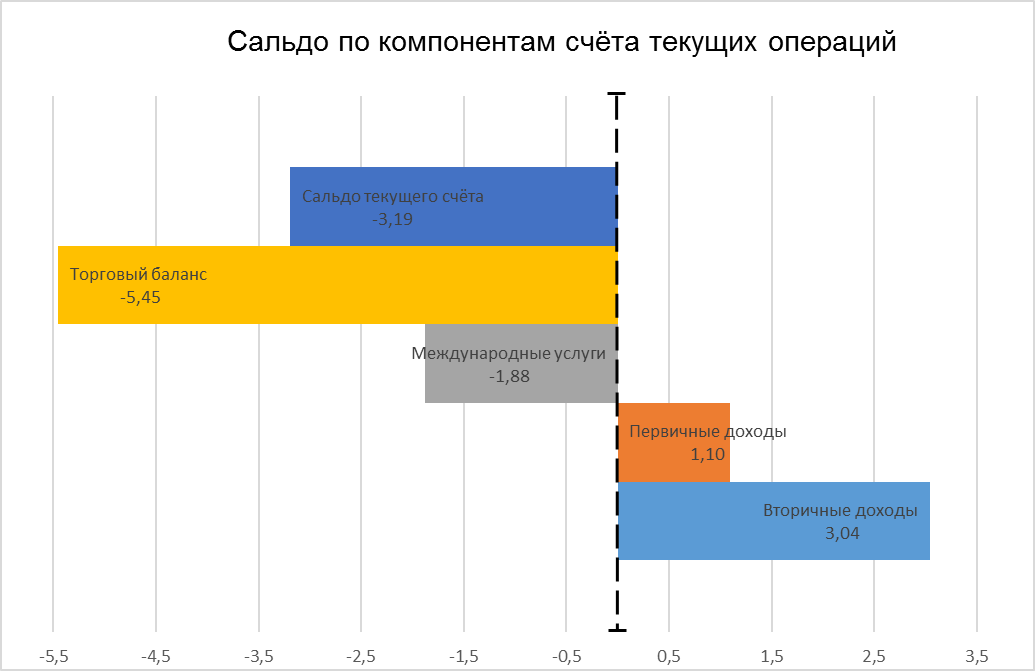 Сальдо по компонентам счёта текущих операций
Сальдо текущего счёта
-3,19
Торговый баланс
-5,45
Международные услуги
-1,88
Первичные доходы
1,10
Вторичные доходы
3,04
-5,5 -4,5 -3,5 -2,5 -1,5 -0,5 0,5 1,5 2,5 3,5